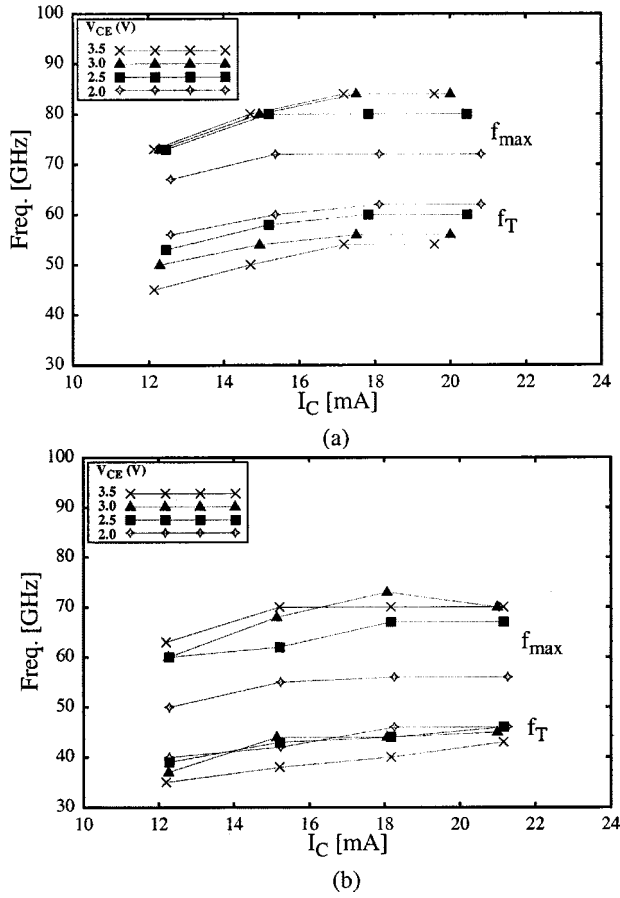 V_CE (V)
3.5
3.0
2.5
2.0
Freq. [GHz]
100
90
80
70
60
50
40
30
f_max
f_T
10 12 14 16 18 20 22 24
I_C [mA]
(a)
V_CE (V)
3.5
3.0
2.5
2.0
Freq. [GHz]
100
90
80
70
60
50
40
30
f_max
f_T
10 12 14 16 18 20 22 24
I_C [mA]
(b)